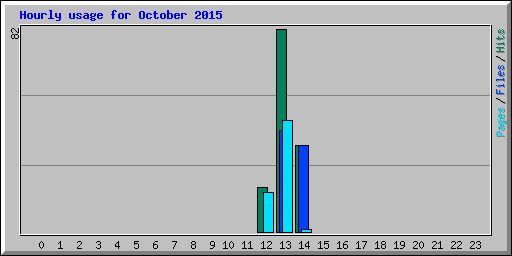 Hourly usage for October 2015
82
Pages/Files/Hits
0 1 2 3 4 5 6 7 8 9 10 11 12 13 14 15 16 17 18 19 20 21 22 23